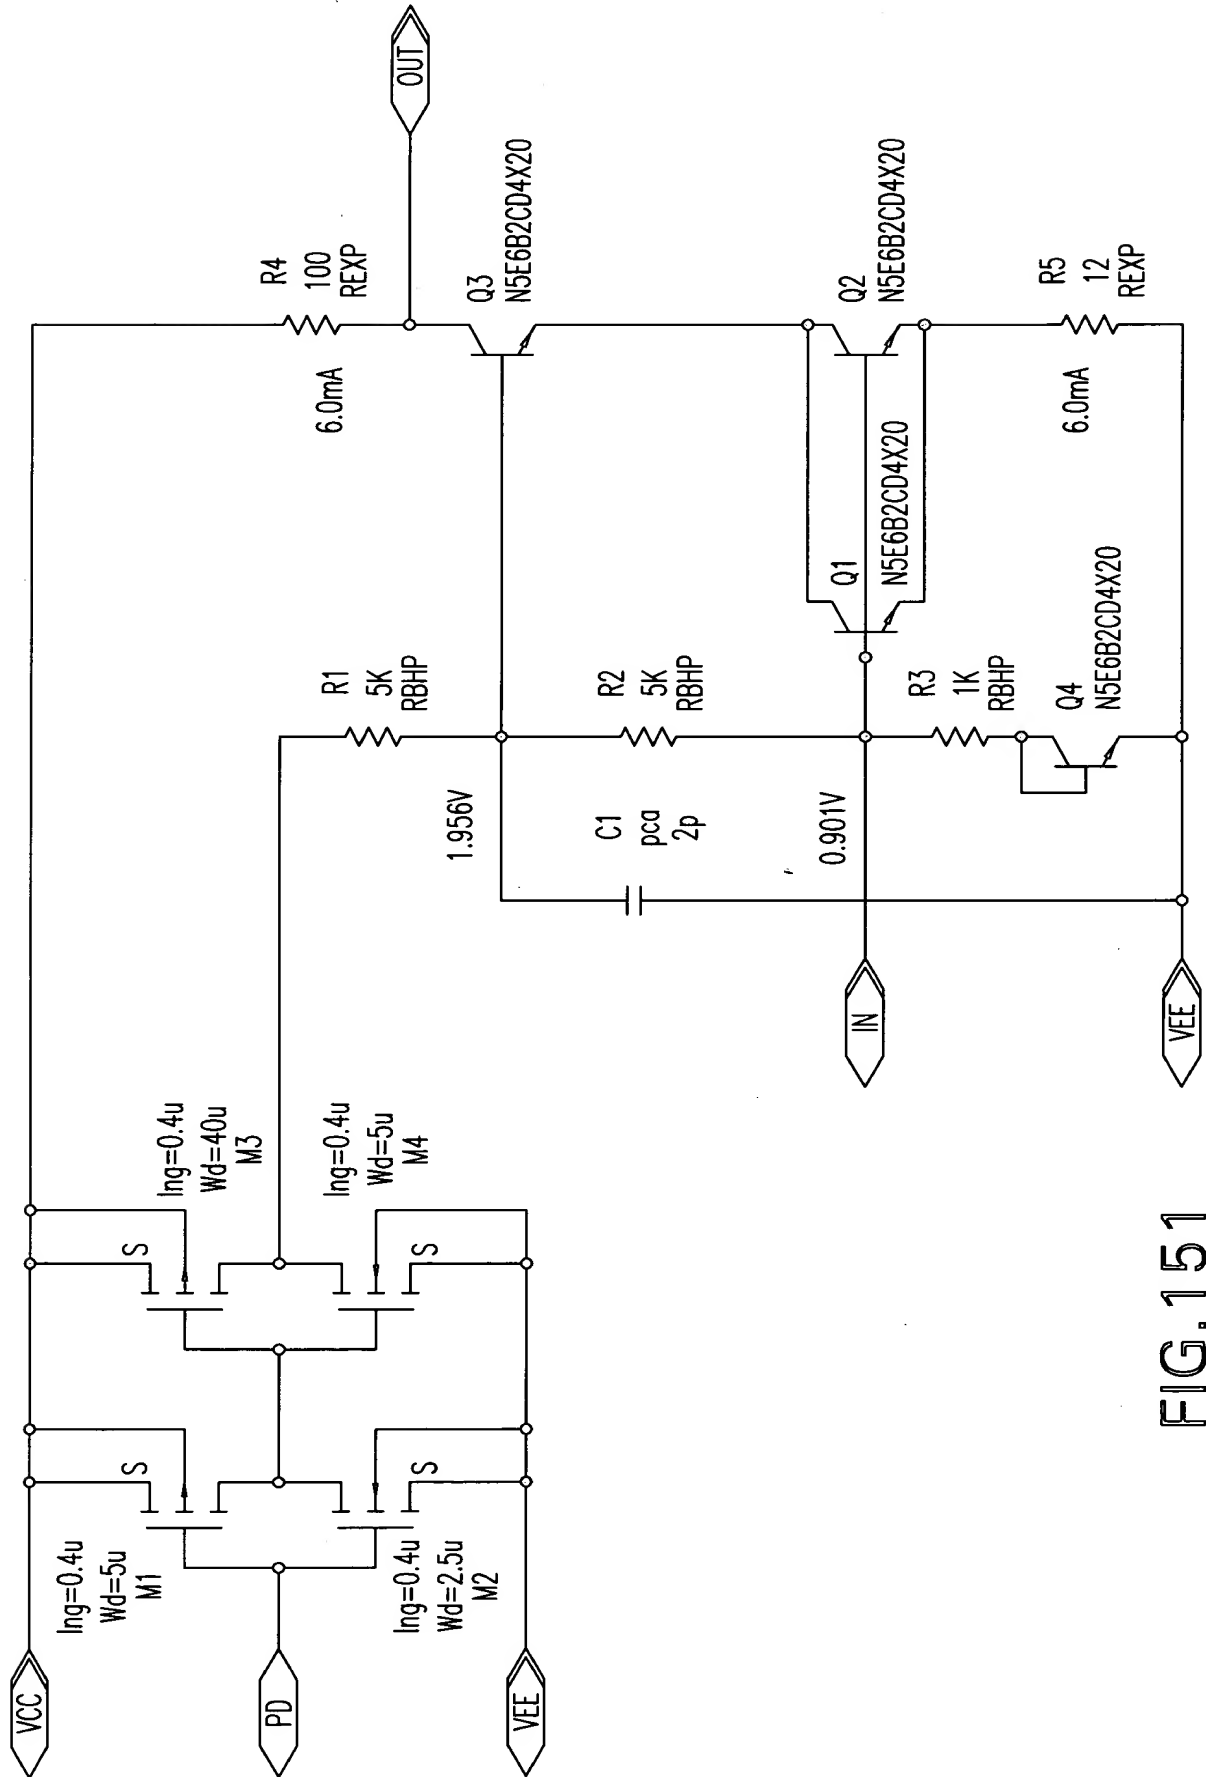 VCC
PD
VEE
lng=0.4u
Wd=5u
M1
lng=0.4u
Wd=2.5u
M2
S
S
lng=0.4u
Wd=40u
M3
lng=0.4u
Wd=5u
M4
S
S
R1
5K
RBHP
1.956V
C1
pca
2p
R2
5K
RBHP
0.901V
IN
R3
1K
RBHP
Q4
N5E6B2CD4X20
VEE
R4
100
REXP
6.0mA
OUT
Q3
N5E6B2CD4X20
Q1
N5E6B2CD4X20
Q2
N5E6B2CD4X20
R5
12
REXP
6.0mA
FIG.151